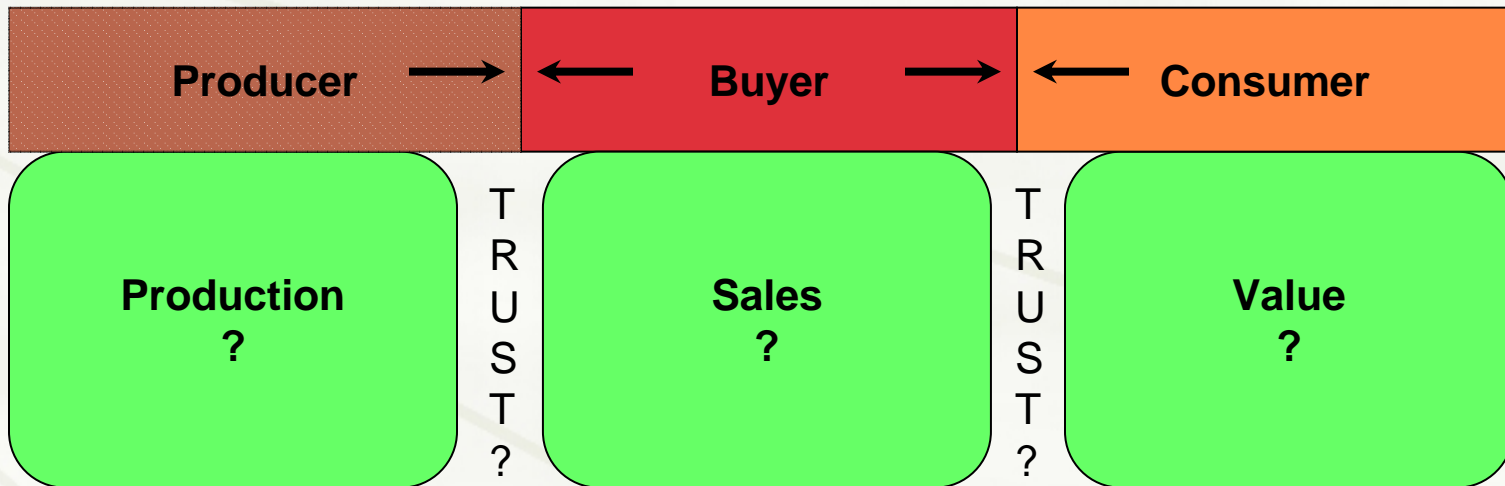 Producer
Buyer
Consumer
Production
?
T
R
U
S
T
?
Sales
?
T
R
U
S
T
?
Value
?